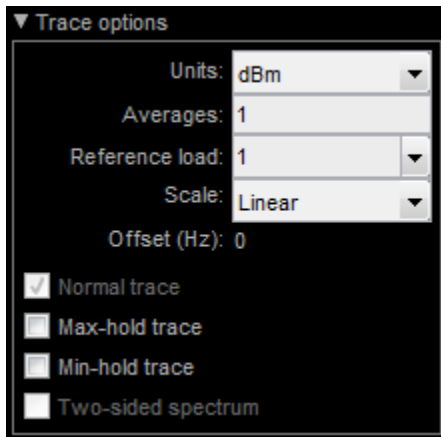 Trace options
Units: dBm
Averages: 1
Reference load: 1
Scale: Linear
Offset (Hz): 0
Normal trace
Max-hold trace
Min-hold trace
Two-sided spectrum